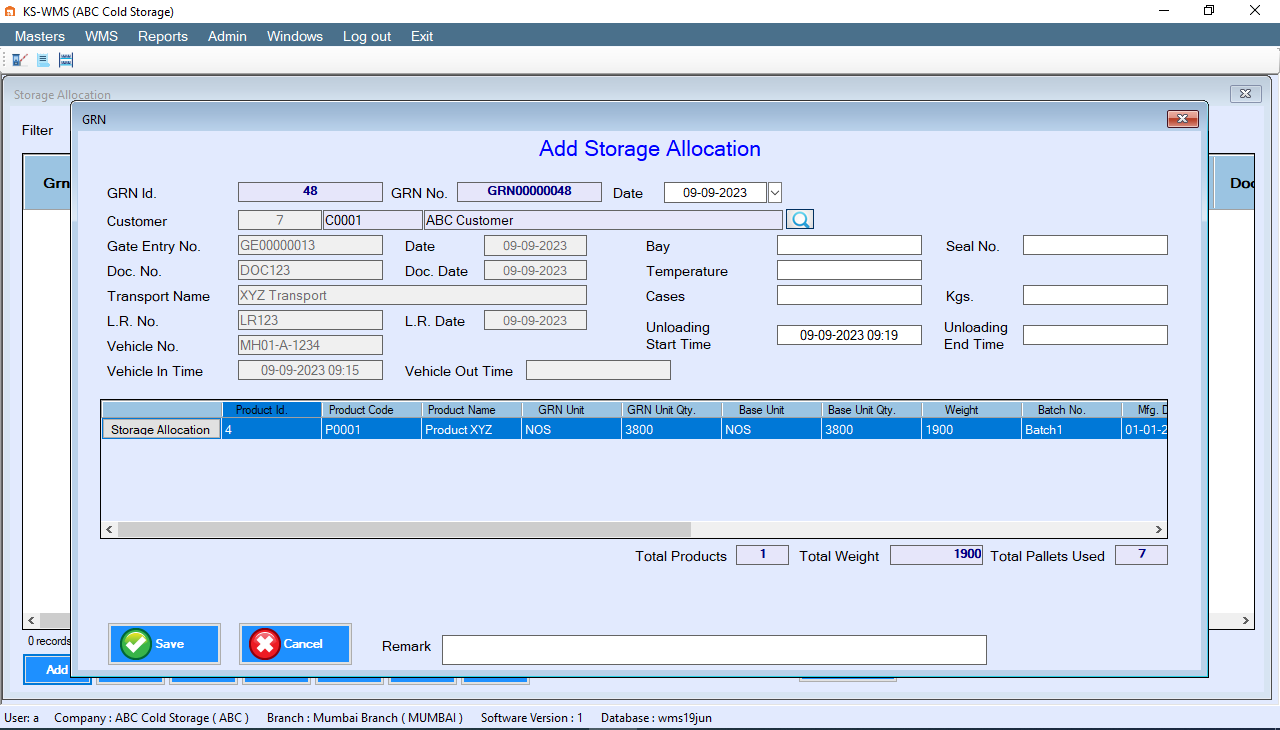 KS-WMS (ABC Cold Storage)
Masters WMS Reports Admin Windows Log out Exit
Storage Allocation
Filter
GRN
Add Storage Allocation
GRN Id. 48 GRN No. GRN00000048 Date 09-09-2023
Customer 7 C0001 ABC Customer
Gate Entry No. GE00000013 Date 09-09-2023 Bay Seal No.
Doc. No. DOC123 Doc. Date 09-09-2023 Temperature
Transport Name XYZ Transport Cases Kgs.
L.R. No. LR123 L.R. Date 09-09-2023 Unloading Start Time 09-09-2023 09:19 Unloading End Time
Vehicle No. MH01-A-1234
Vehicle In Time 09-09-2023 09:15 Vehicle Out Time
Product Id. Product Code Product Name GRN Unit GRN Unit Qty. Base Unit Base Unit Qty. Weight Batch No. Mfg. D
Storage Allocation 4 P0001 Product XYZ NOS 3800 NOS 3800 1900 Batch1 01-01-2
Total Products 1 Total Weight 1900 Total Pallets Used 7
Save Cancel Remark
Grn
Doc
0 records
Add
User: a Company : ABC Cold Storage ( ABC ) Branch : Mumbai Branch ( MUMBAI ) Software Version : 1 Database : wms19jun